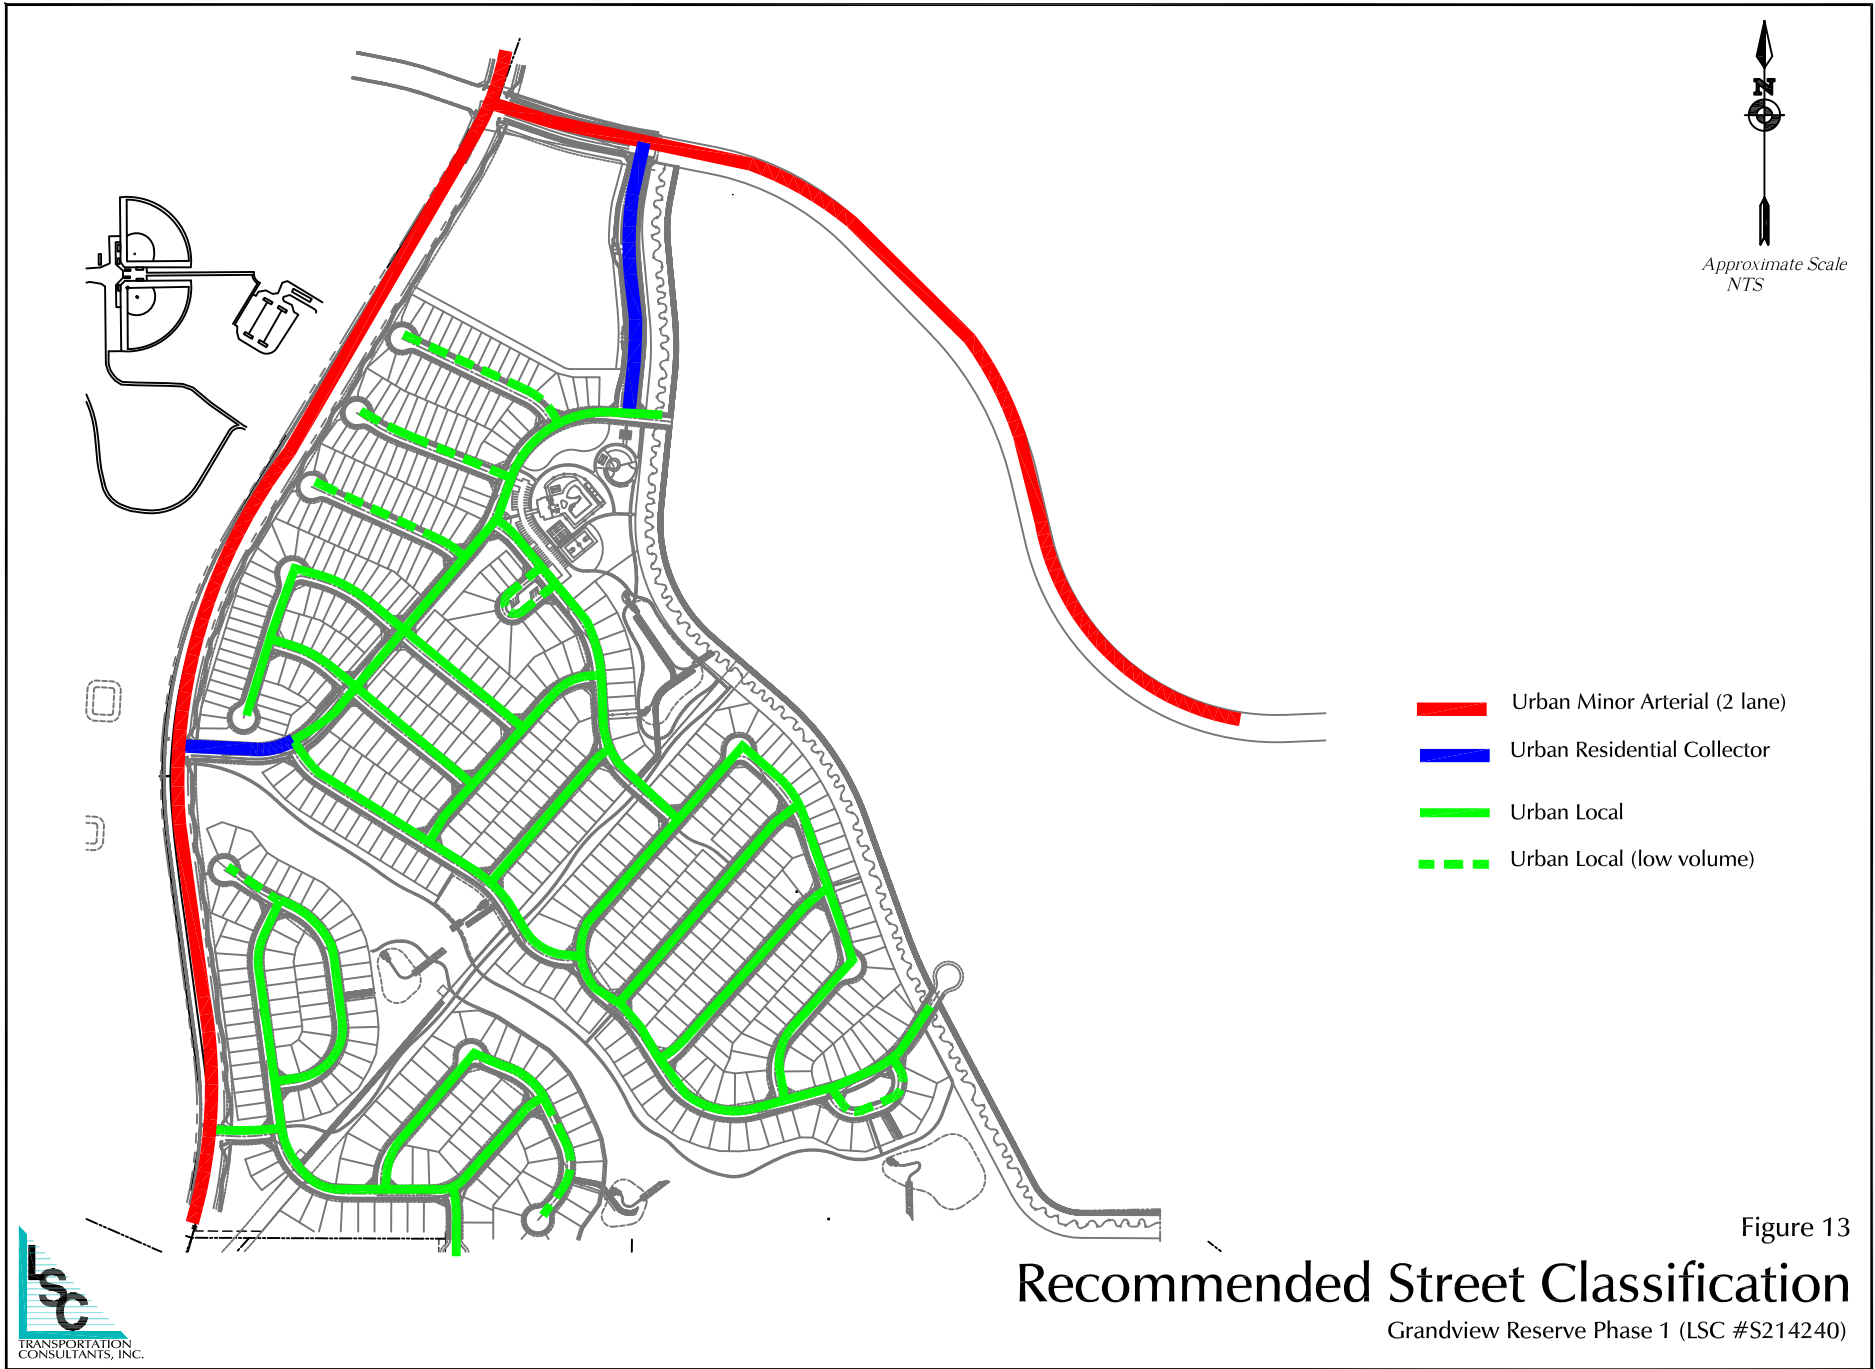 N
Approximate Scale
NTS
Urban Minor Arterial (2 lane)
Urban Residential Collector
Urban Local
Urban Local (low volume)
Figure 13
Recommended Street Classification
Grandview Reserve Phase 1 (LSC #S214240)
LSC
TRANSPORTATION
CONSULTANTS, INC.